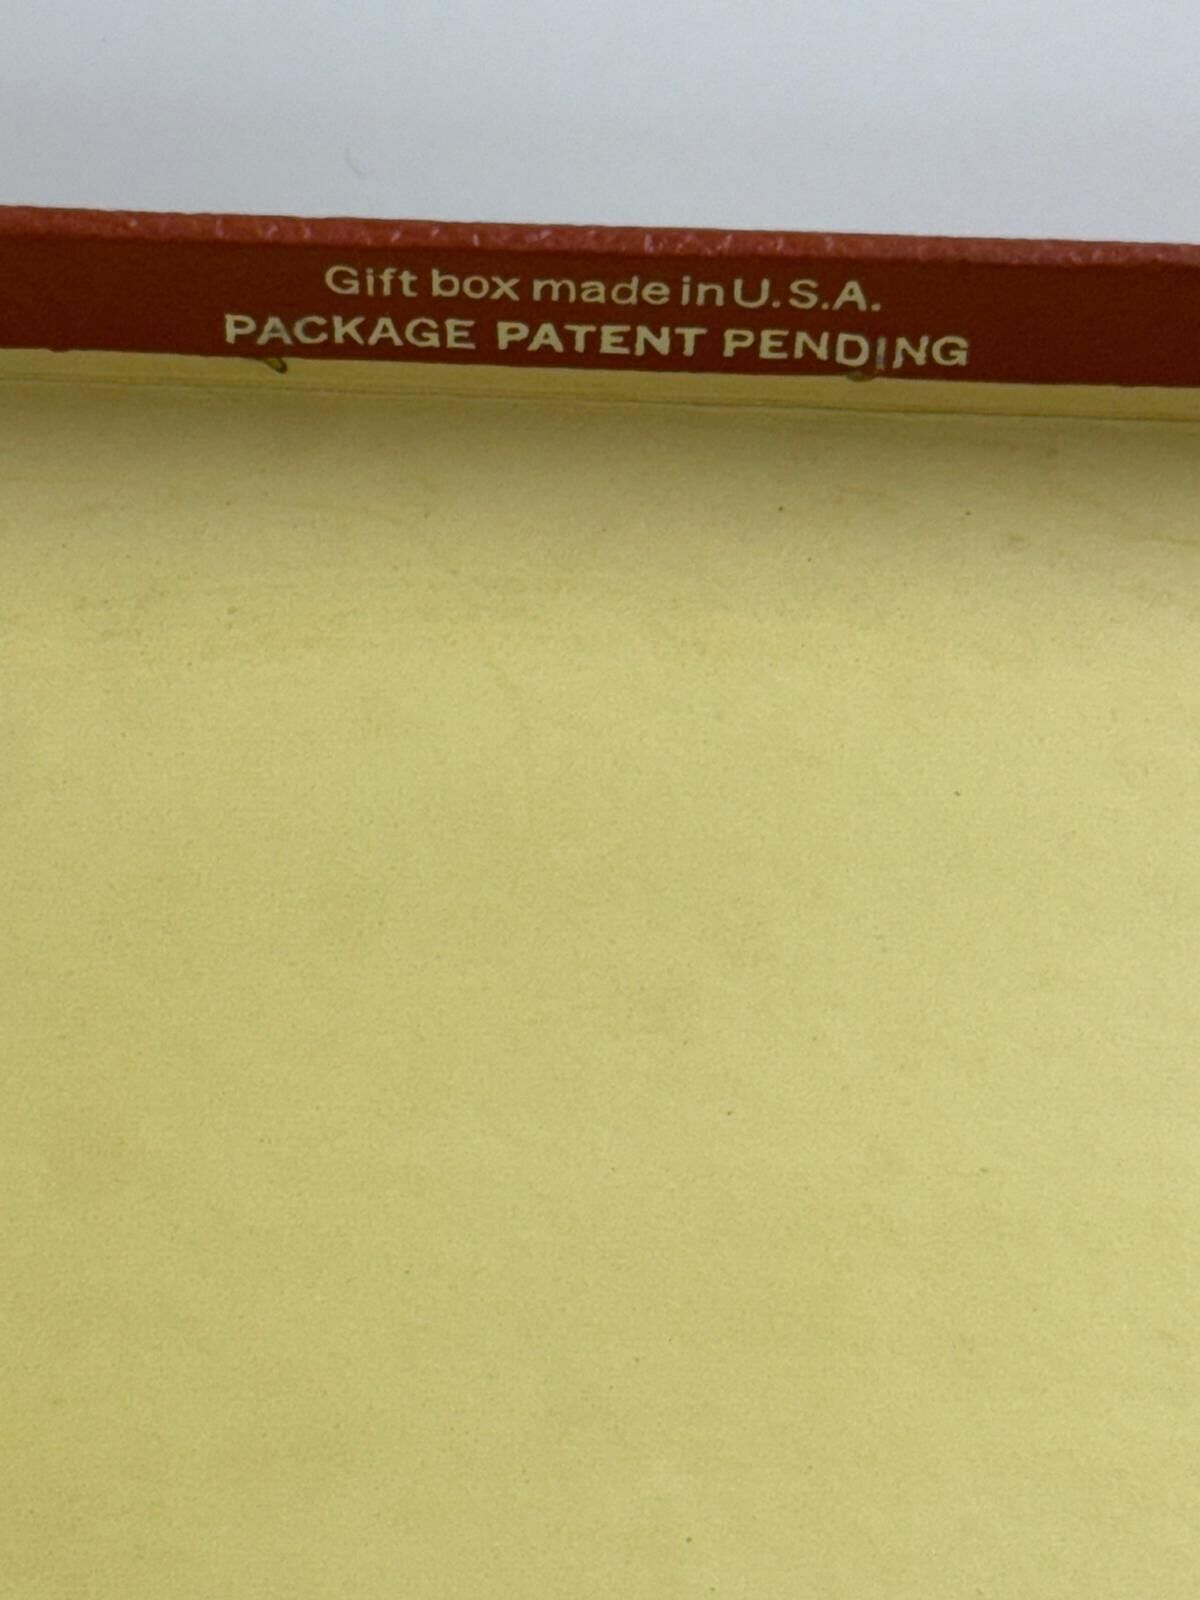 Gift box made in U.S.A.
PACKAGE PATENT PENDING